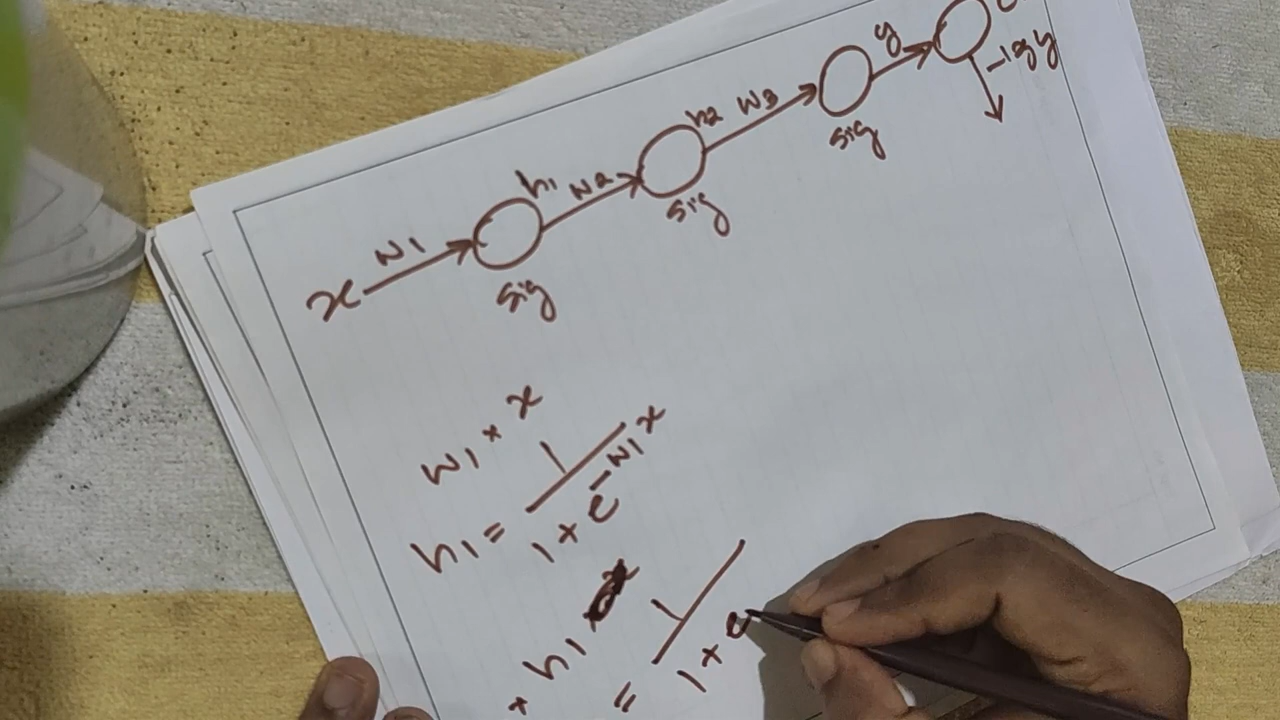 x w1 h1 w2 h2 w3 y
sig sig sig -lgy
w1 * x
h1 = 1 / 1 + e^-w1x
* h1
= 1 / 1 + e